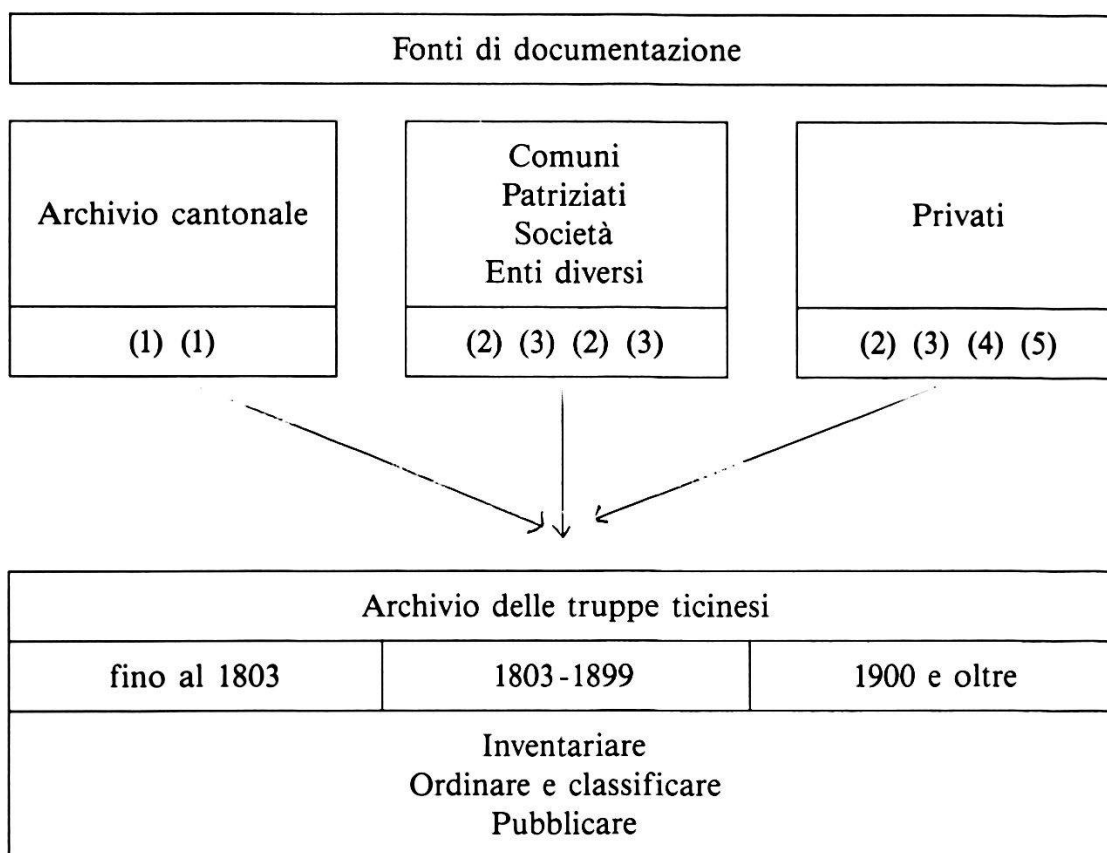 Fonti di documentazione
Archivio cantonale
(1) (1)
Comuni
Patriziati
Società
Enti diversi
(2) (3) (2) (3)
Privati
(2) (3) (4) (5)
Archivio delle truppe ticinesi
fino al 1803
1803-1899
1900 e oltre
Inventariare
Ordinare e classificare
Pubblicare